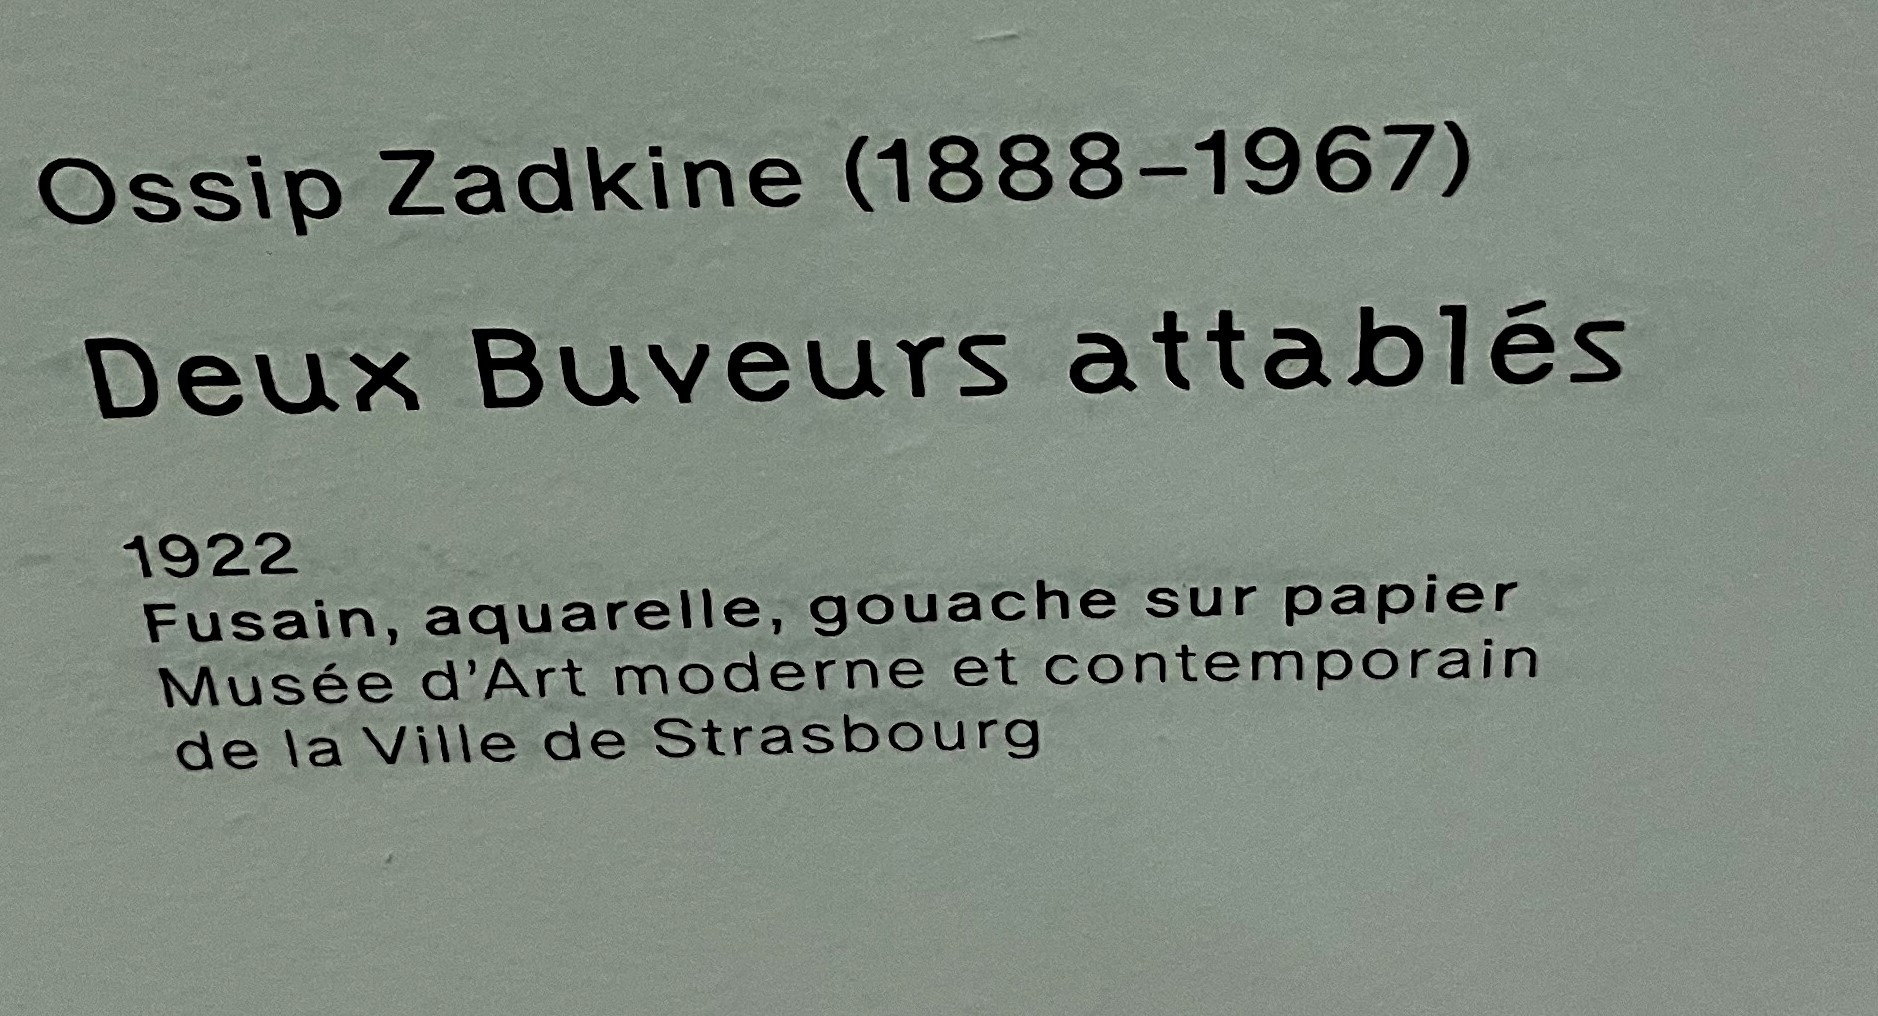 Ossip Zadkine (1888–1967)
Deux Buveurs attablés
1922
Fusain, aquarelle, gouache sur papier
Musée d'Art moderne et contemporain
de la Ville de Strasbourg